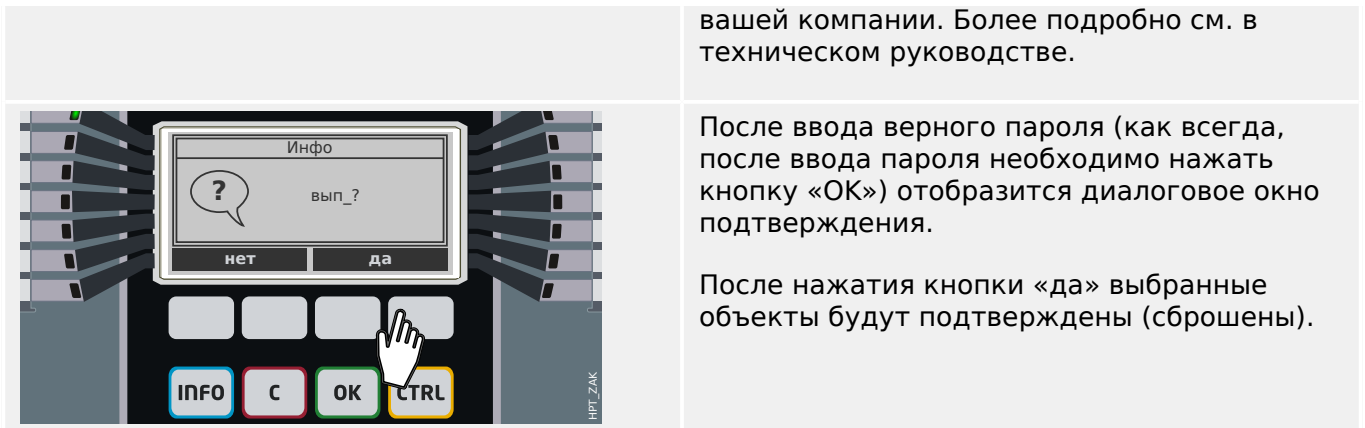 вашей компании. Более подробно см. в
техническом руководстве.
Инфо
?
вып_?
нет да
INFO C OK CTRL
HPT_ZAK
После ввода верного пароля (как всегда,
после ввода пароля необходимо нажать
кнопку «OK») отобразится диалоговое окно
подтверждения.
После нажатия кнопки «да» выбранные
объекты будут подтверждены (сброшены).